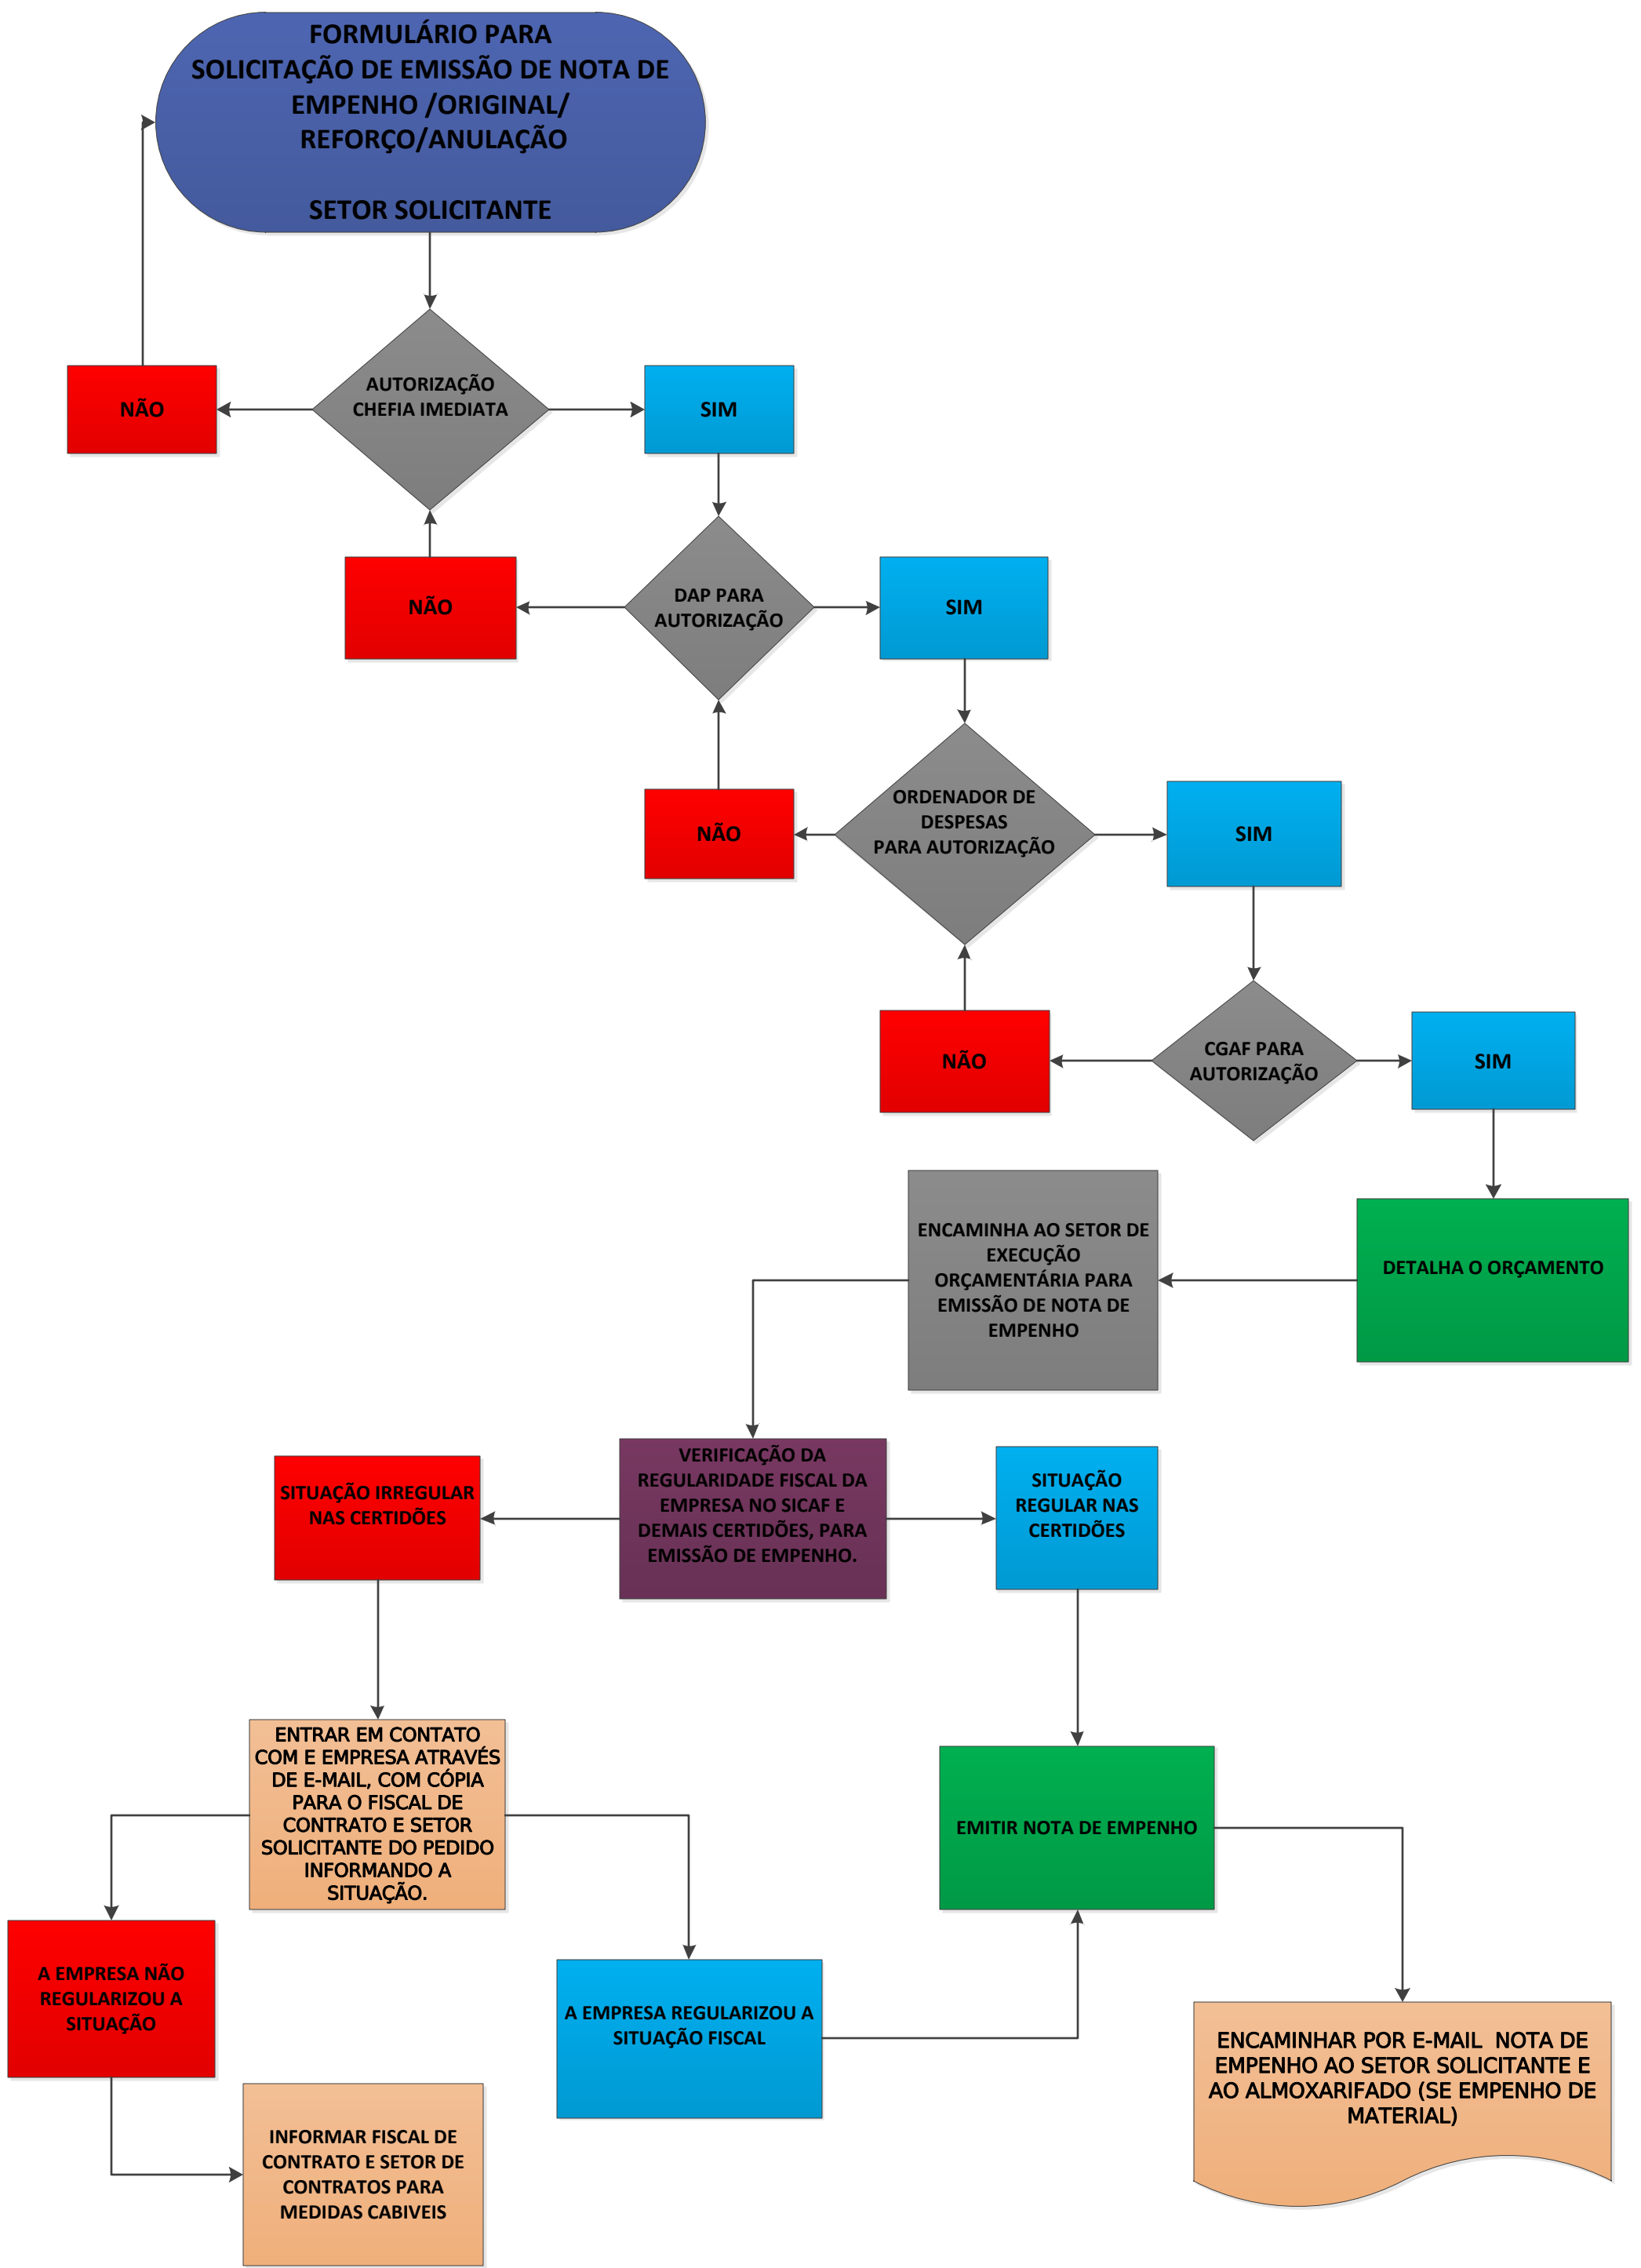 FORMULÁRIO PARA
SOLICITAÇÃO DE EMISSÃO DE NOTA DE
EMPENHO /ORIGINAL/
REFORÇO/ANULAÇÃO
SETOR SOLICITANTE
AUTORIZAÇÃO
CHEFIA IMEDIATA
NÃO
SIM
DAP PARA
AUTORIZAÇÃO
NÃO
SIM
ORDENADOR DE
DESPESAS
PARA AUTORIZAÇÃO
NÃO
SIM
CGAF PARA
AUTORIZAÇÃO
NÃO
SIM
DETALHA O ORÇAMENTO
ENCAMINHA AO SETOR DE
EXECUÇÃO
ORÇAMENTÁRIA PARA
EMISSÃO DE NOTA DE
EMPENHO
VERIFICAÇÃO DA
REGULARIDADE FISCAL DA
EMPRESA NO SICAF E
DEMAIS CERTIDÕES, PARA
EMISSÃO DE EMPENHO.
SITUAÇÃO IRREGULAR
NAS CERTIDÕES
SITUAÇÃO
REGULAR NAS
CERTIDÕES
ENTRAR EM CONTATO
COM E EMPRESA ATRAVÉS
DE E-MAIL, COM CÓPIA
PARA O FISCAL DE
CONTRATO E SETOR
SOLICITANTE DO PEDIDO
INFORMANDO A
SITUAÇÃO.
EMITIR NOTA DE EMPENHO
A EMPRESA NÃO
REGULARIZOU A
SITUAÇÃO
A EMPRESA REGULARIZOU A
SITUAÇÃO FISCAL
ENCAMINHAR POR E-MAIL  NOTA DE
EMPENHO AO SETOR SOLICITANTE E
AO ALMOXARIFADO (SE EMPENHO DE
MATERIAL)
INFORMAR FISCAL DE
CONTRATO E SETOR DE
CONTRATOS PARA
MEDIDAS CABIVEIS